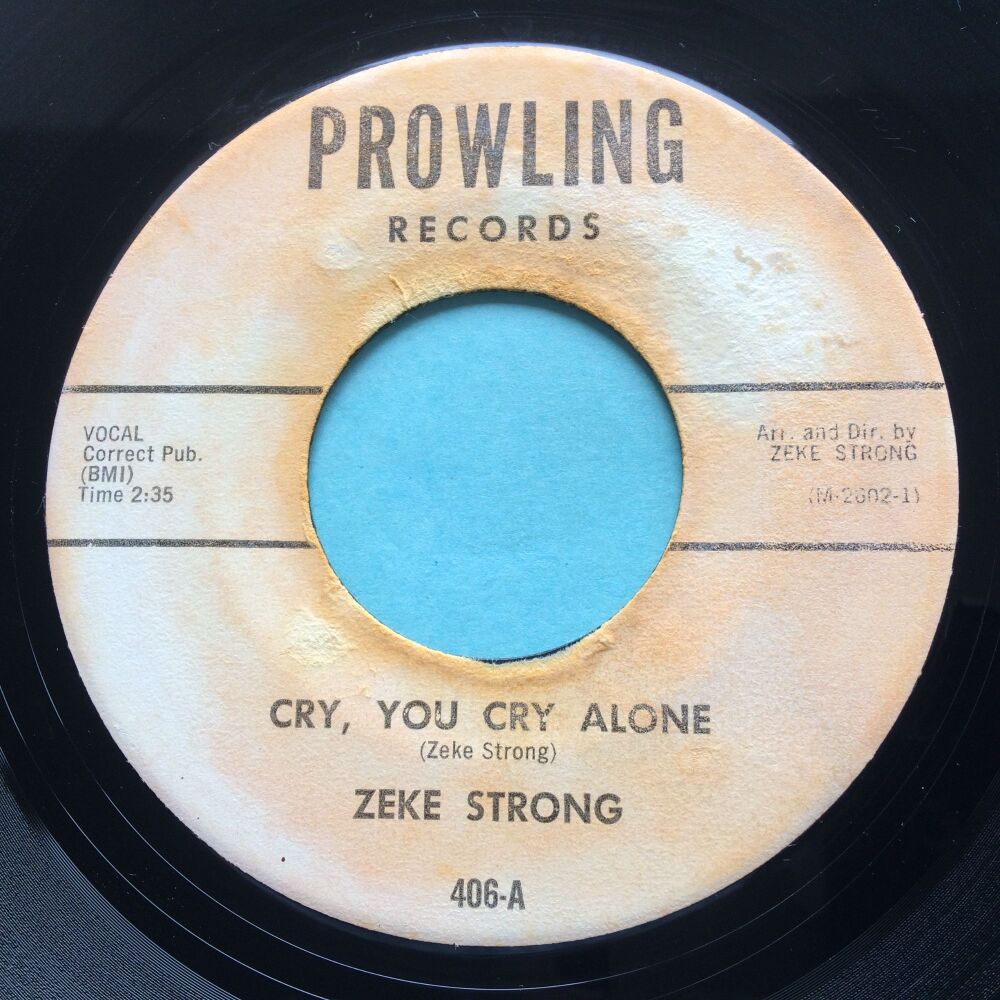 PROWLING
RECORDS
VOCAL
Correct Pub.
(BMI)
Time 2:35
Arr. and Dir. by
ZEKE STRONG
(M-2602-1)
CRY, YOU CRY ALONE
(Zeke Strong)
ZEKE STRONG
406-A